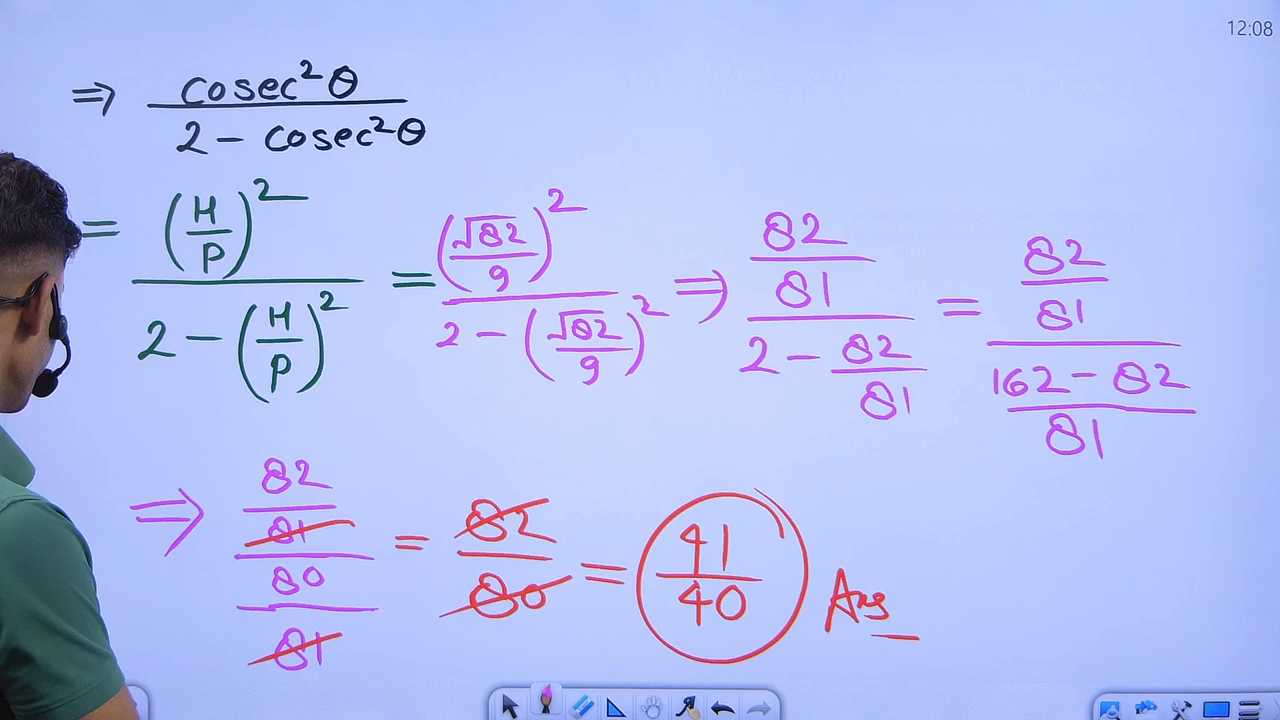 12:08
⇒ cosec²θ / (2 - cosec²θ)
= (H/P)² / (2 - (H/P)²) = (√82/9)² / (2 - (√82/9)²) ⇒ (82/81) / (2 - 82/81) = (82/81) / ((162 - 82)/81)
⇒ (82/81) / (80/81) = 82/80 = 41/40 Ans